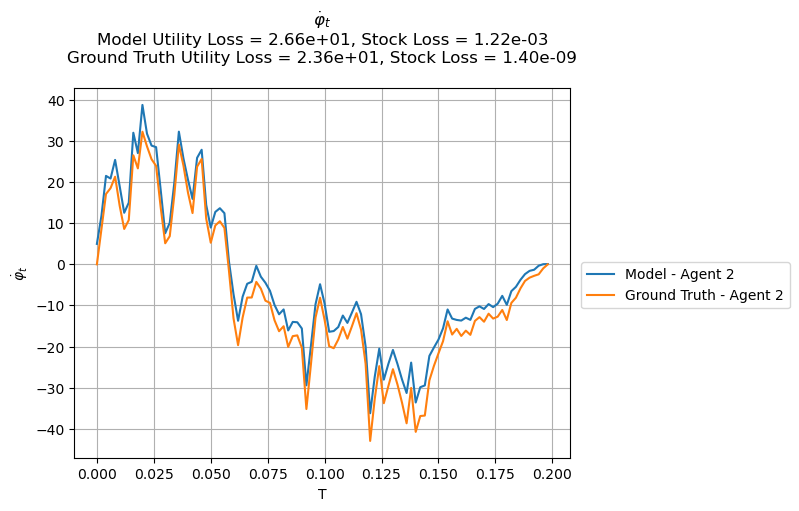 φ̇ₜ
Model Utility Loss = 2.66e+01, Stock Loss = 1.22e-03
Ground Truth Utility Loss = 2.36e+01, Stock Loss = 1.40e-09
40
30
20
10
0
−10
−20
−30
−40
φ̇ₜ
0.000 0.025 0.050 0.075 0.100 0.125 0.150 0.175 0.200
T
Model - Agent 2
Ground Truth - Agent 2